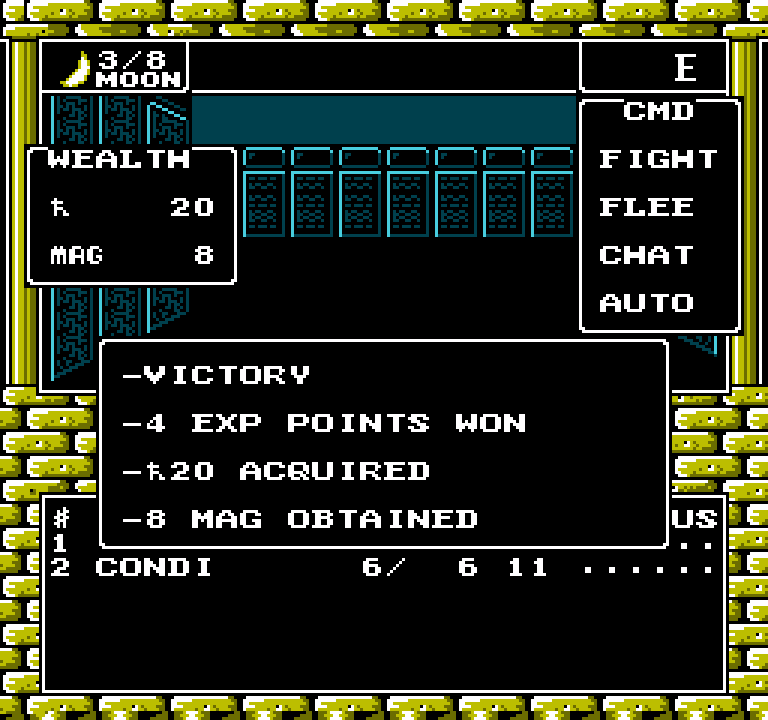 3/8
MOON
E
CMD
WEALTH
FIGHT
♄ 20
FLEE
MAG 8
CHAT
AUTO
-VICTORY
-4 EXP POINTS WON
-♄20 ACQUIRED
-8 MAG OBTAINED
# US
1 ..
2 CONDI 6/ 6 11 ......